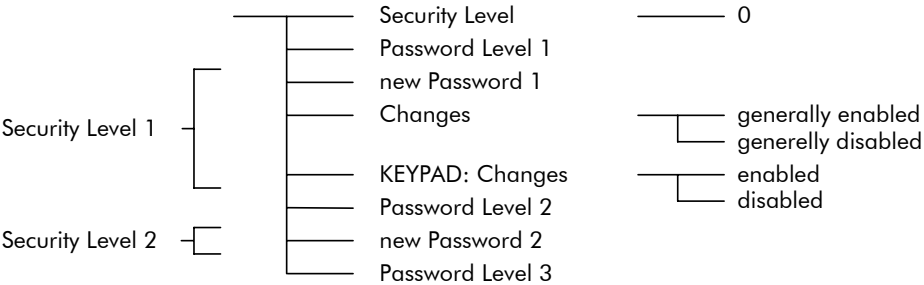 Security Level 0
Password Level 1
new Password 1
Changes generally enabled
Security Level 1
generelly disabled
KEYPAD: Changes enabled
disabled
Password Level 2
Security Level 2 new Password 2
Password Level 3